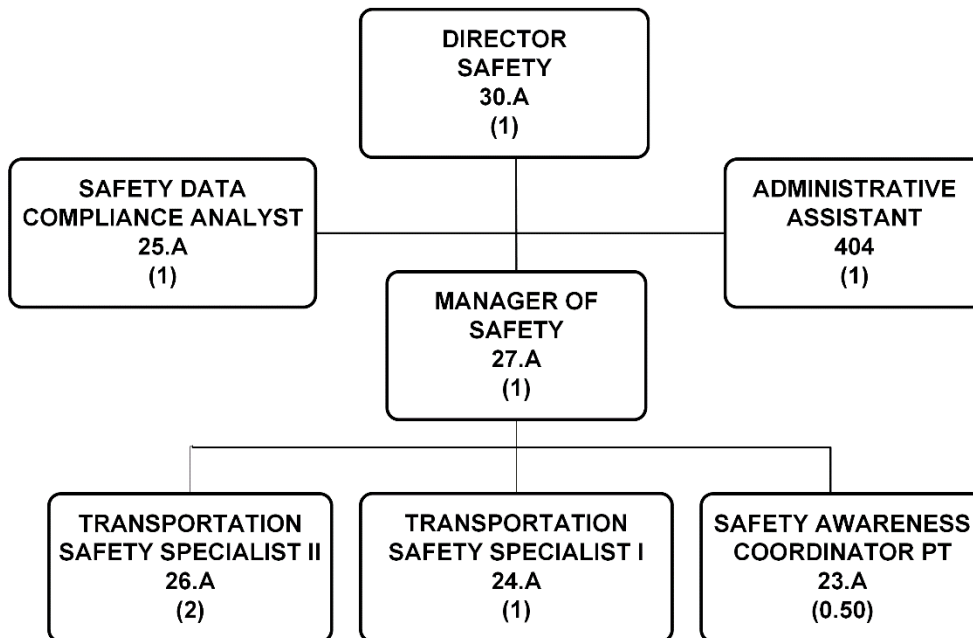 DIRECTOR
SAFETY
30.A
(1)
SAFETY DATA
COMPLIANCE ANALYST
25.A
(1)
ADMINISTRATIVE
ASSISTANT
404
(1)
MANAGER OF
SAFETY
27.A
(1)
TRANSPORTATION
SAFETY SPECIALIST II
26.A
(2)
TRANSPORTATION
SAFETY SPECIALIST I
24.A
(1)
SAFETY AWARENESS
COORDINATOR PT
23.A
(0.50)